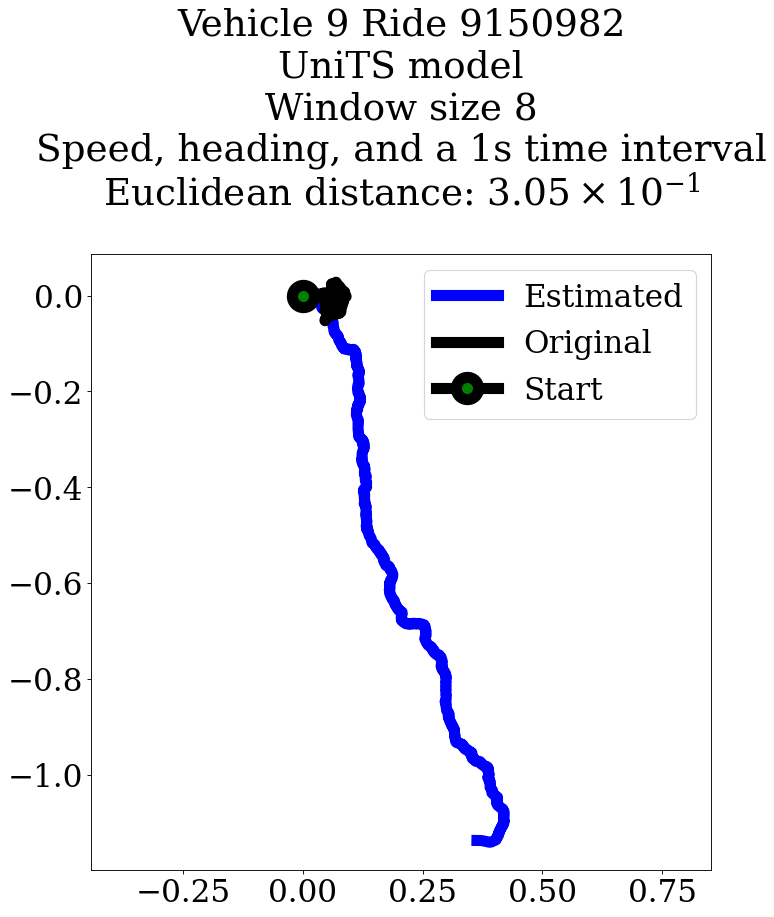 Vehicle 9 Ride 9150982
UniTS model
Window size 8
Speed, heading, and a 1s time interval
Euclidean distance: 3.05 × 10⁻¹
Estimated
Original
Start
0.0
−0.2
−0.4
−0.6
−0.8
−1.0
−0.25 0.00 0.25 0.50 0.75